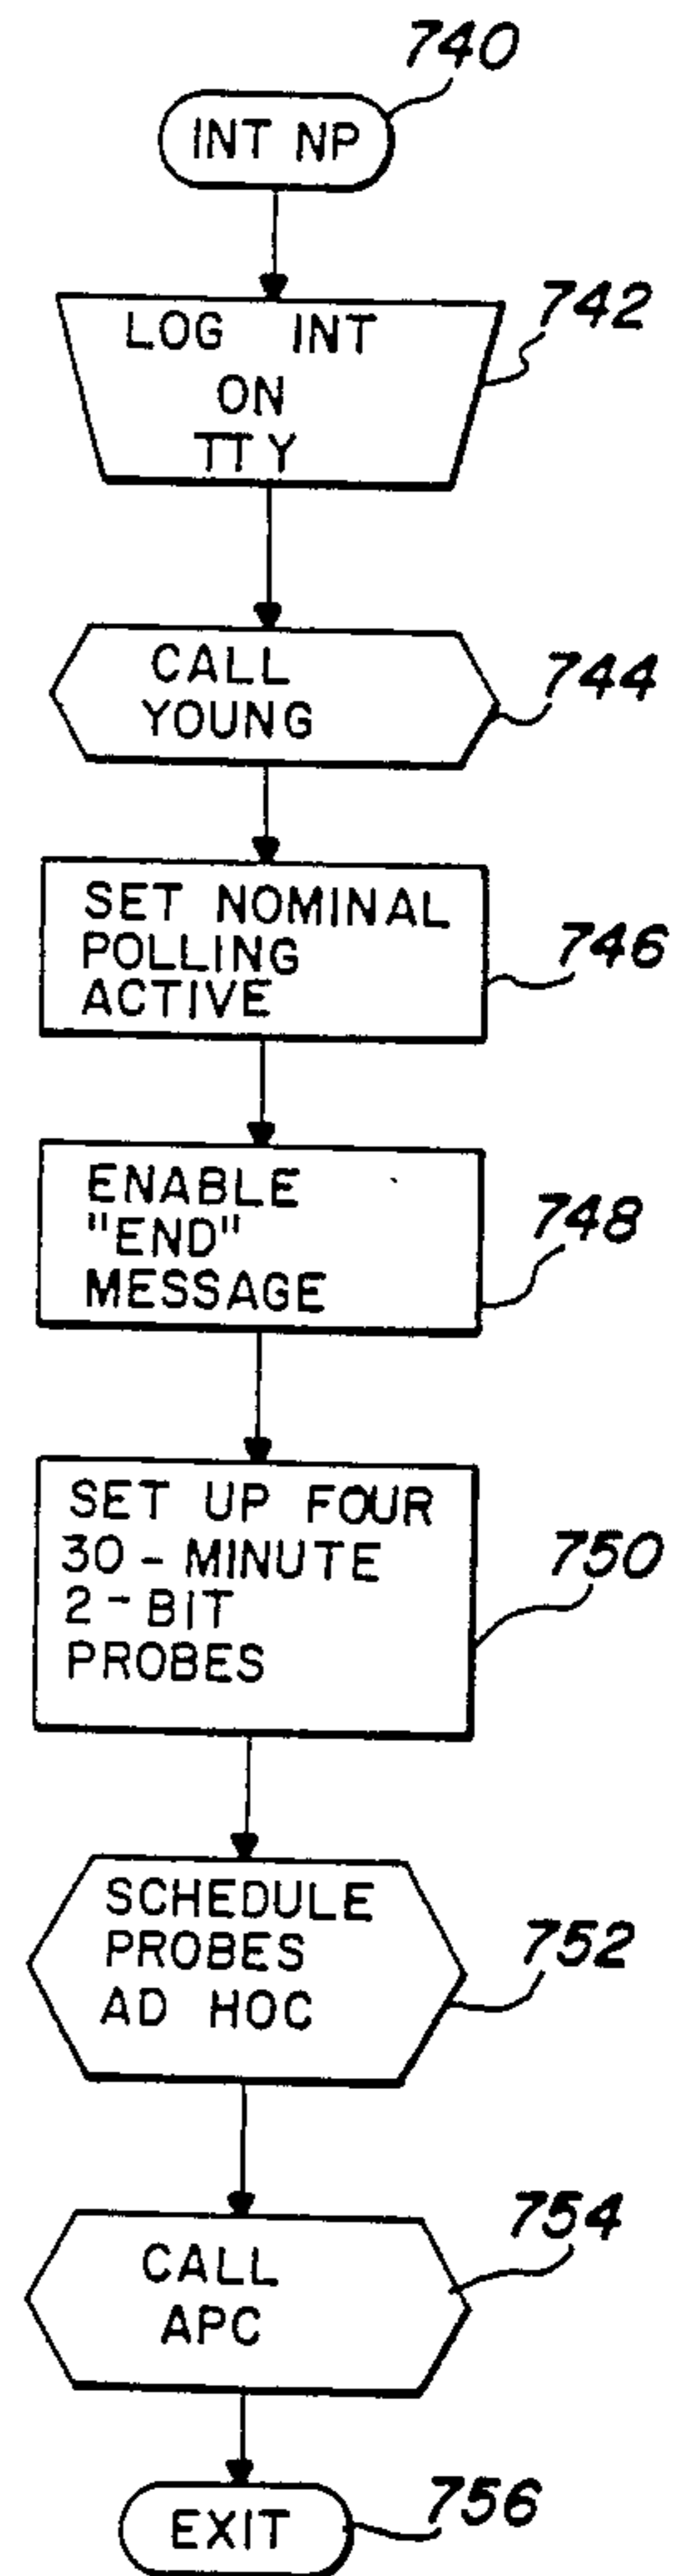 740
INT NP
742
LOG INT
ON
TTY
744
CALL
YOUNG
746
SET NOMINAL
POLLING
ACTIVE
748
ENABLE
"END"
MESSAGE
750
SET UP FOUR
30-MINUTE
2-BIT
PROBES
752
SCHEDULE
PROBES
AD HOC
754
CALL
APC
756
EXIT